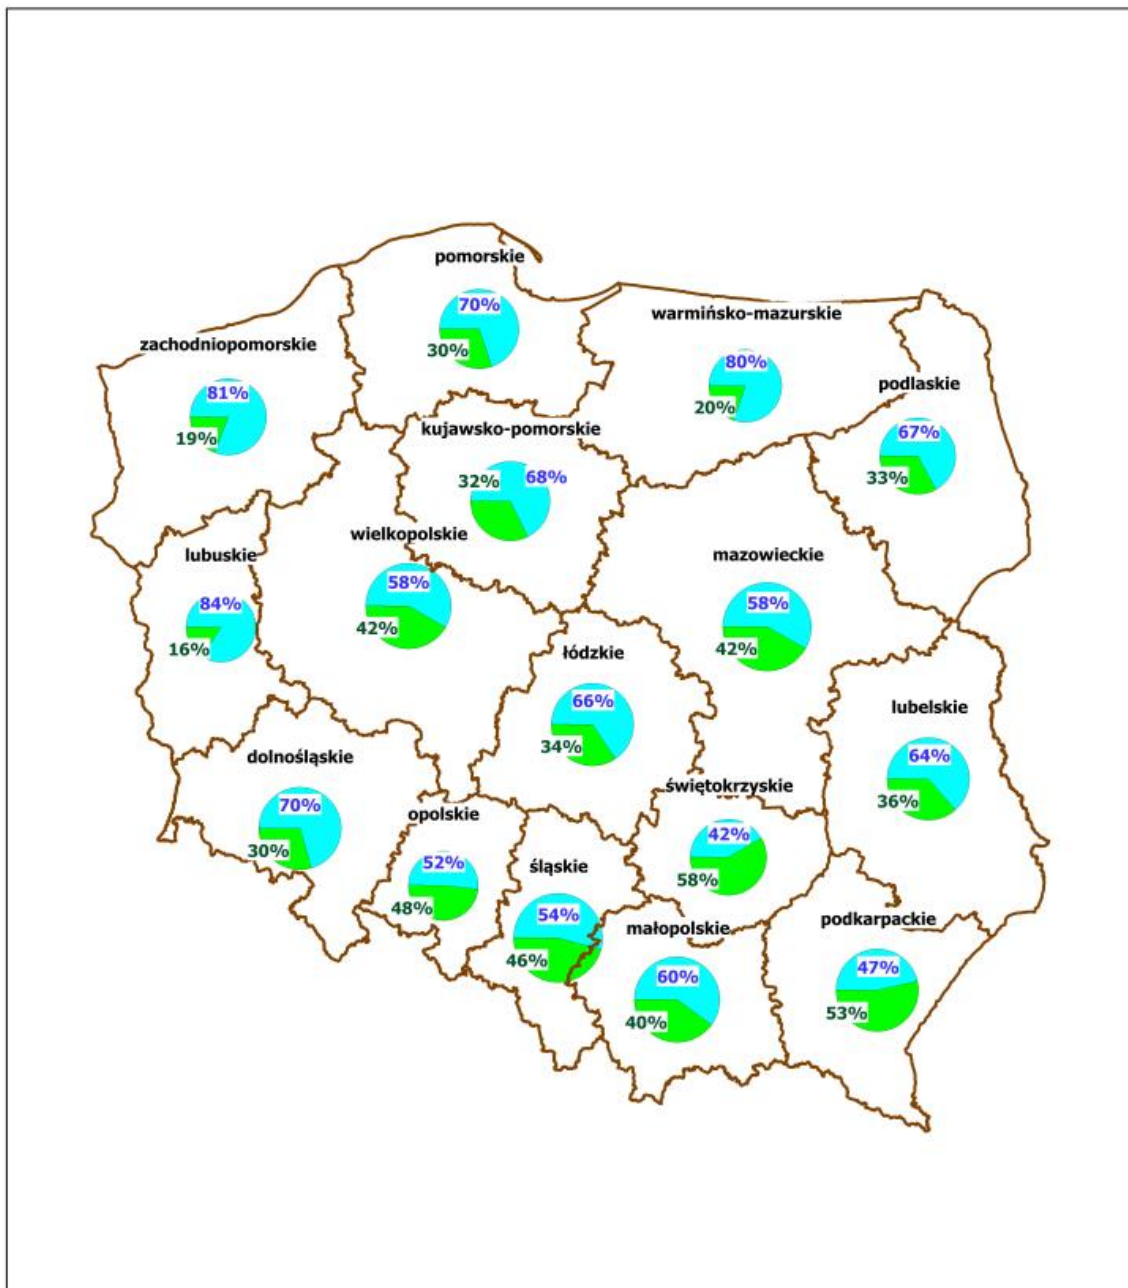 pomorskie
70%
30%
warmińsko-mazurskie
80%
20%
zachodniopomorskie
81%
19%
podlaskie
67%
33%
kujawsko-pomorskie
32%
68%
wielkopolskie
58%
42%
mazowieckie
58%
42%
lubuskie
84%
16%
łódzkie
66%
34%
lubelskie
64%
36%
dolnośląskie
70%
30%
świętokrzyskie
42%
58%
opolskie
52%
48%
śląskie
54%
46%
małopolskie
60%
40%
podkarpackie
47%
53%